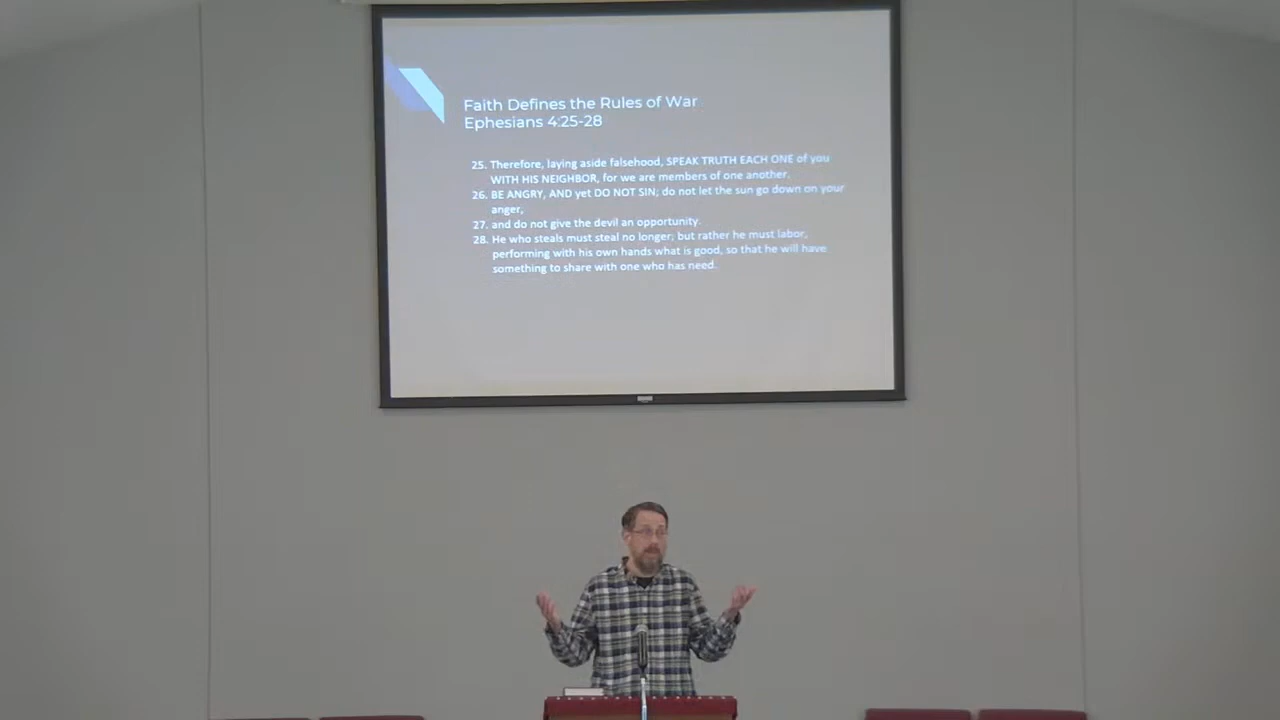 Faith Defines the Rules of War
Ephesians 4:25-28
25. Therefore, laying aside falsehood, SPEAK TRUTH EACH ONE of you
WITH HIS NEIGHBOR, for we are members of one another.
26. BE ANGRY, AND yet DO NOT SIN; do not let the sun go down on your
anger,
27. and do not give the devil an opportunity.
28. He who steals must steal no longer; but rather he must labor,
performing with his own hands what is good, so that he will have
something to share with one who has need.